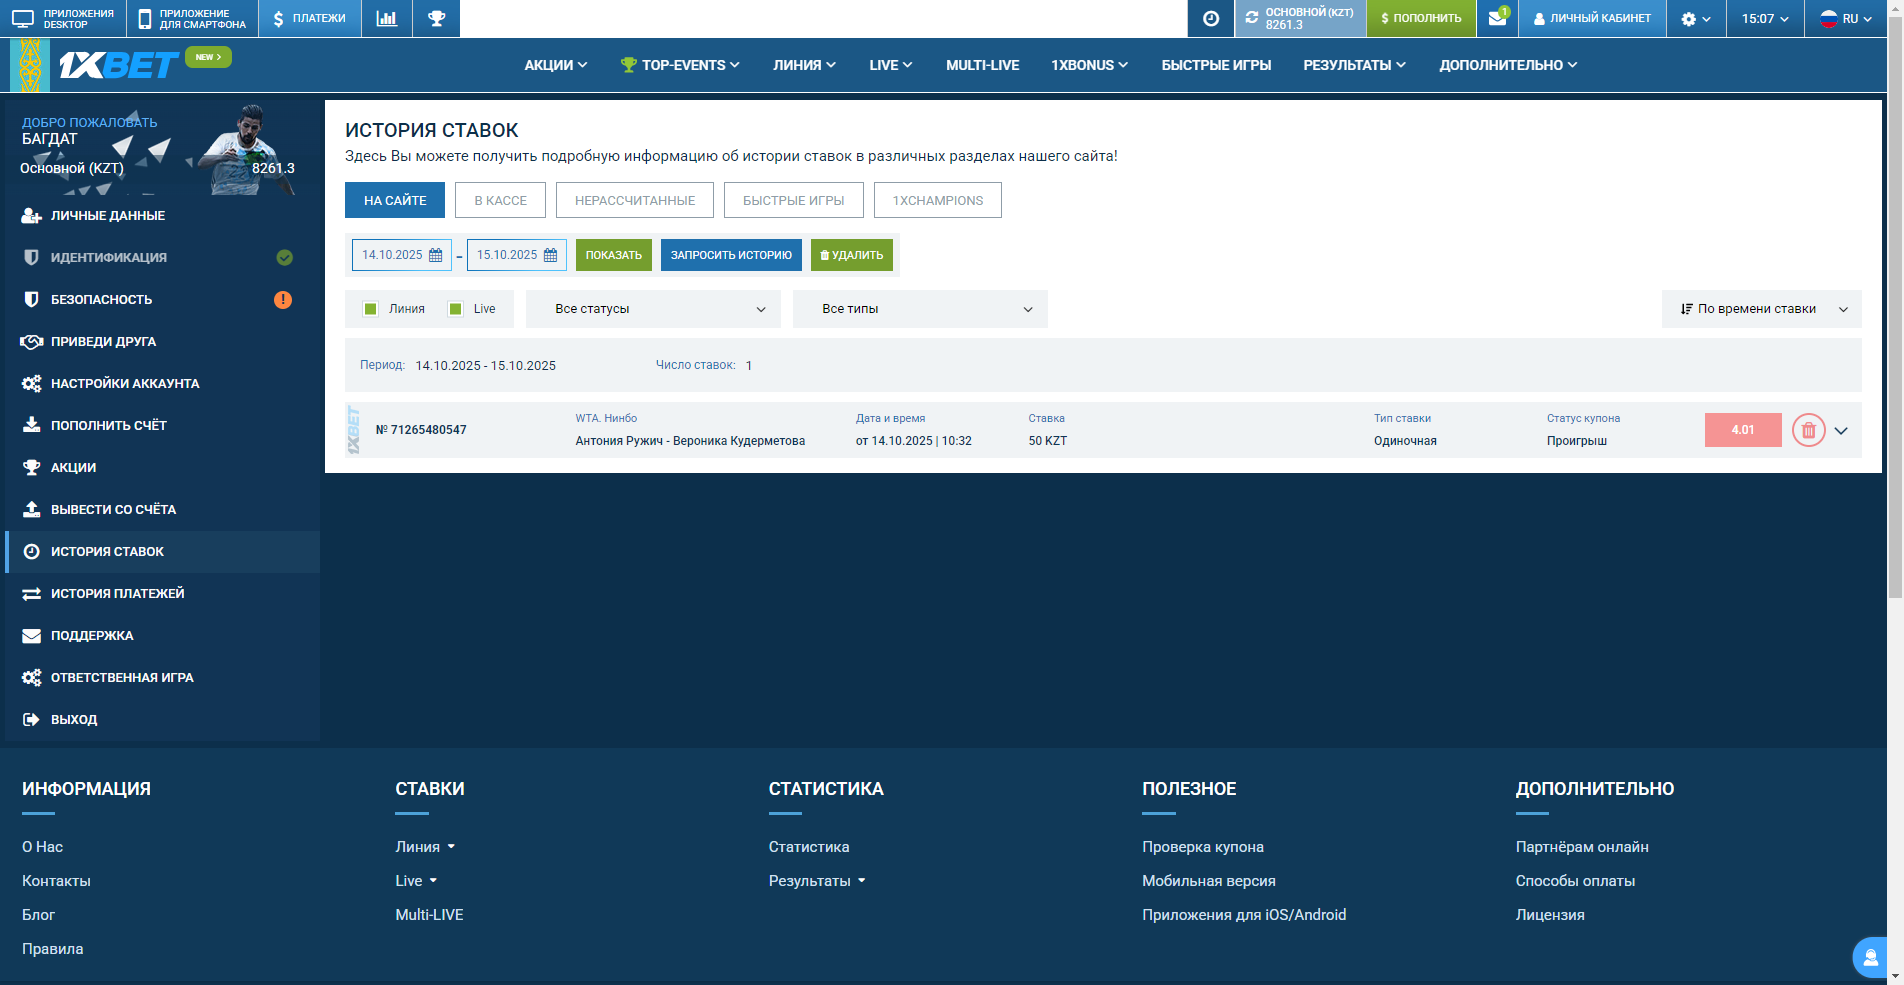 ПРИЛОЖЕНИЯ DESKTOP
ПРИЛОЖЕНИЕ ДЛЯ СМАРТФОНА
$ ПЛАТЕЖИ
ОСНОВНОЙ (KZT) 8261.3
$ ПОПОЛНИТЬ
1
ЛИЧНЫЙ КАБИНЕТ
15:07
RU
1XBET
NEW
АКЦИИ
TOP-EVENTS
ЛИНИЯ
LIVE
MULTI-LIVE
1XBONUS
БЫСТРЫЕ ИГРЫ
РЕЗУЛЬТАТЫ
ДОПОЛНИТЕЛЬНО
ДОБРО ПОЖАЛОВАТЬ
БАГДАТ
Основной (KZT) 8261.3
ЛИЧНЫЕ ДАННЫЕ
ИДЕНТИФИКАЦИЯ
БЕЗОПАСНОСТЬ
ПРИВЕДИ ДРУГА
НАСТРОЙКИ АККАУНТА
ПОПОЛНИТЬ СЧЁТ
АКЦИИ
ВЫВЕСТИ СО СЧЁТА
ИСТОРИЯ СТАВОК
ИСТОРИЯ ПЛАТЕЖЕЙ
ПОДДЕРЖКА
ОТВЕТСТВЕННАЯ ИГРА
ВЫХОД
ИСТОРИЯ СТАВОК
Здесь Вы можете получить подробную информацию об истории ставок в различных разделах нашего сайта!
НА САЙТЕ
В КАССЕ
НЕРАССЧИТАННЫЕ
БЫСТРЫЕ ИГРЫ
1XCHAMPIONS
14.10.2025 – 15.10.2025
ПОКАЗАТЬ
ЗАПРОСИТЬ ИСТОРИЮ
УДАЛИТЬ
Линия
Live
Все статусы
Все типы
По времени ставки
Период: 14.10.2025 - 15.10.2025
Число ставок: 1
1XBET
№ 71265480547
WTA. Нинбо
Антония Ружич - Вероника Кудерметова
Дата и время
от 14.10.2025 | 10:32
Ставка
50 KZT
Тип ставки
Одиночная
Статус купона
Проигрыш
4.01
ИНФОРМАЦИЯ
О Нас
Контакты
Блог
Правила
СТАВКИ
Линия
Live
Multi-LIVE
СТАТИСТИКА
Статистика
Результаты
ПОЛЕЗНОЕ
Проверка купона
Мобильная версия
Приложения для iOS/Android
ДОПОЛНИТЕЛЬНО
Партнёрам онлайн
Способы оплаты
Лицензия